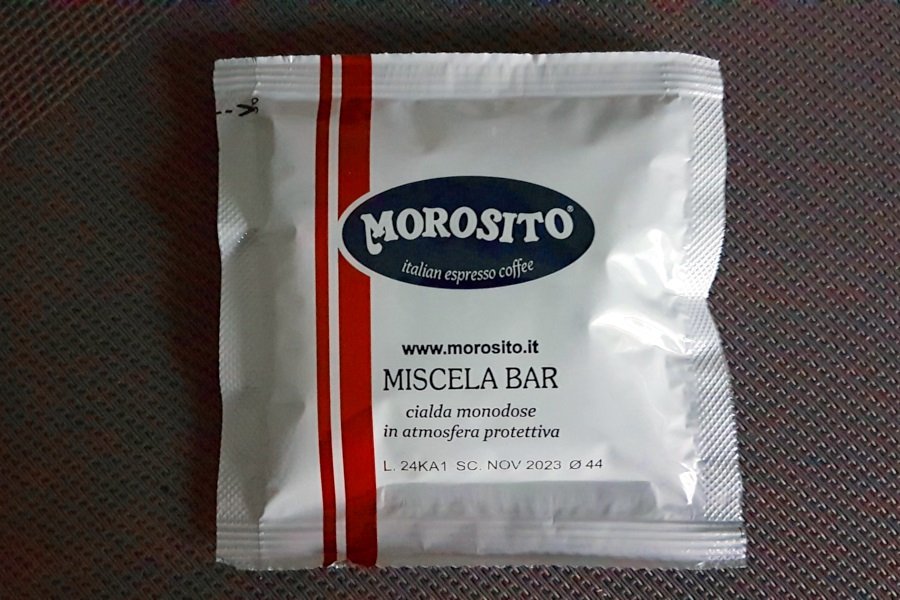 MOROSITO®
italian espresso coffee
www.morosito.it
MISCELA BAR
cialda monodose
in atmosfera protettiva
L. 24KA1 SC. NOV 2023 Ø 44